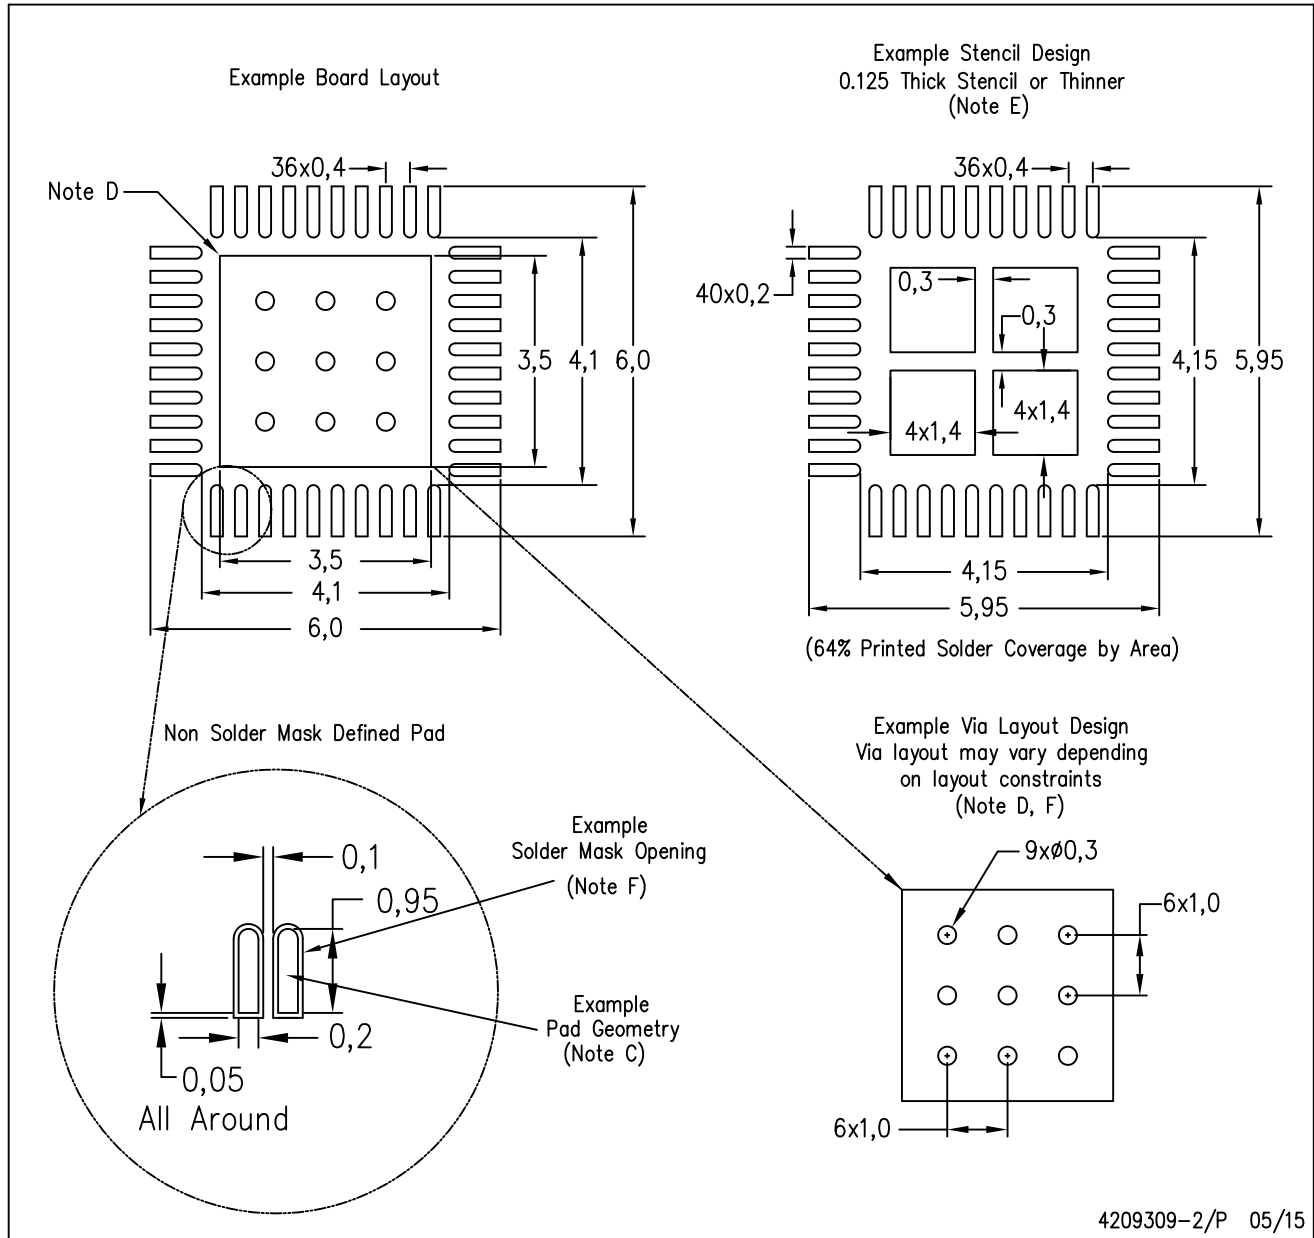 Example Board Layout
Example Stencil Design
0.125 Thick Stencil or Thinner
(Note E)
36x0,4
Note D
3,5
4,1
6,0
3,5
4,1
6,0
36x0,4
40x0,2
0,3
0,3
4x1,4
4x1,4
4,15
5,95
4,15
5,95
(64% Printed Solder Coverage by Area)
Non Solder Mask Defined Pad
0,1
0,95
0,2
0,05
All Around
Example
Solder Mask Opening
(Note F)
Example
Pad Geometry
(Note C)
Example Via Layout Design
Via layout may vary depending
on layout constraints
(Note D, F)
9xø0,3
6x1,0
6x1,0
4209309-2/P 05/15